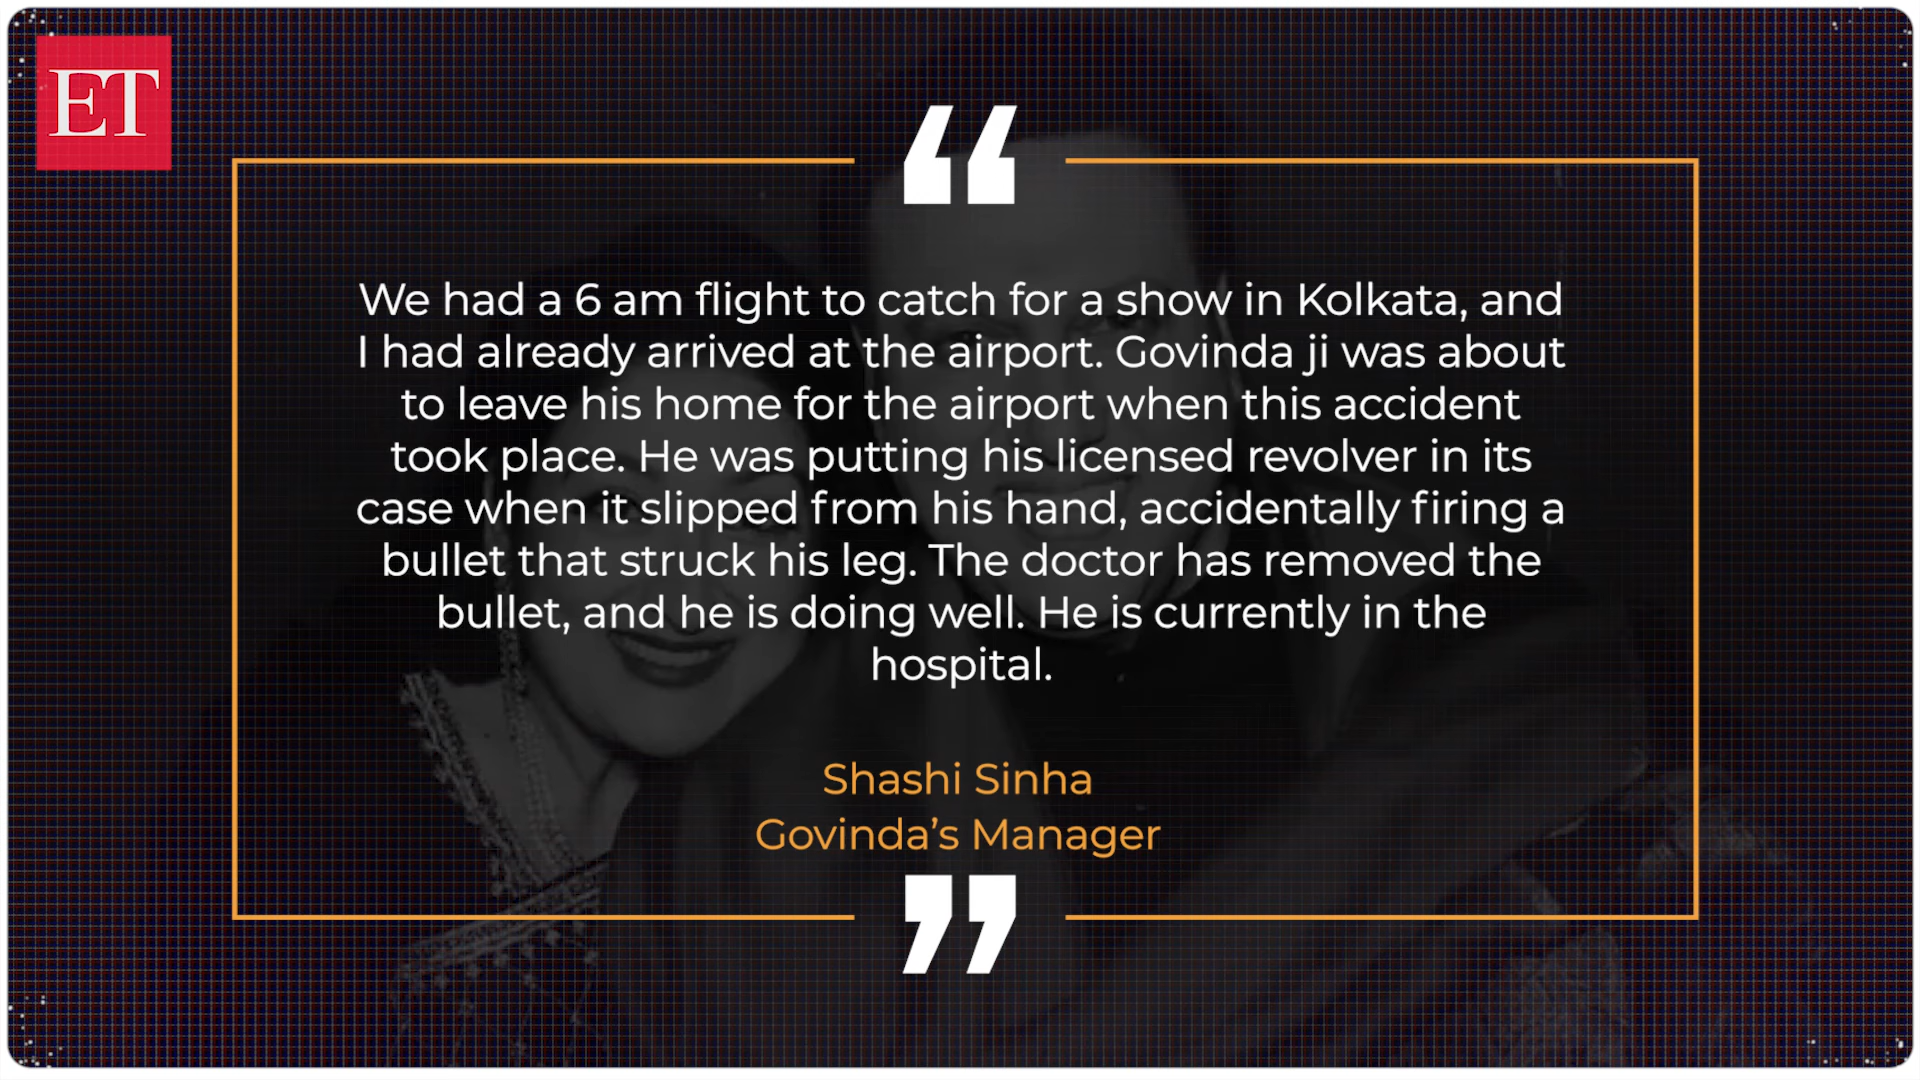 ET
“
We had a 6 am flight to catch for a show in Kolkata, and
I had already arrived at the airport. Govinda ji was about
to leave his home for the airport when this accident
took place. He was putting his licensed revolver in its
case when it slipped from his hand, accidentally firing a
bullet that struck his leg. The doctor has removed the
bullet, and he is doing well. He is currently in the
hospital.
Shashi Sinha
Govinda’s Manager
”